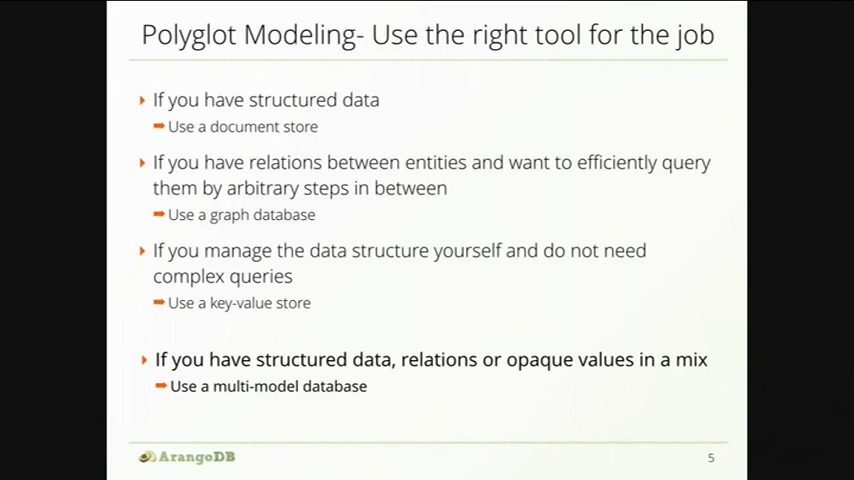 Polyglot Modeling- Use the right tool for the job
If you have structured data
Use a document store
If you have relations between entities and want to efficiently query
them by arbitrary steps in between
Use a graph database
If you manage the data structure yourself and do not need
complex queries
Use a key-value store
If you have structured data, relations or opaque values in a mix
Use a multi-model database
ArangoDB
5